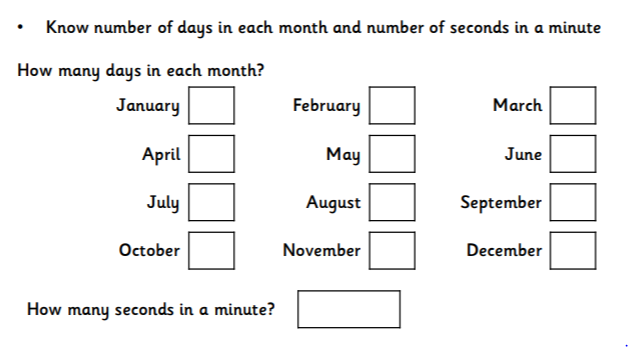 • Know number of days in each month and number of seconds in a minute
How many days in each month?
January February March
April May June
July August September
October November December
How many seconds in a minute?